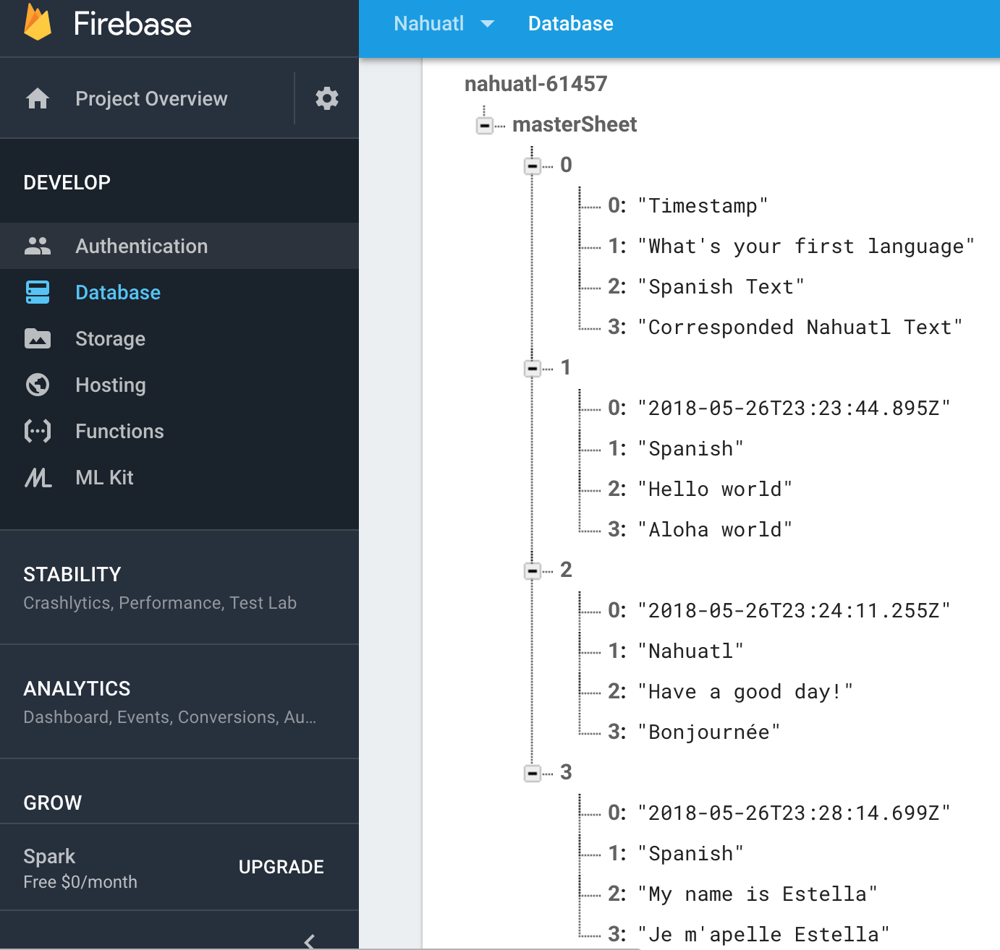 Firebase
Project Overview
DEVELOP
Authentication
Database
Storage
Hosting
Functions
ML Kit
STABILITY
Crashlytics, Performance, Test Lab
ANALYTICS
Dashboard, Events, Conversions, Au...
GROW
Spark
Free $0/month
UPGRADE
Nahuatl Database
nahuatl-61457
masterSheet
0
0: "Timestamp"
1: "What's your first language"
2: "Spanish Text"
3: "Corresponded Nahuatl Text"
1
0: "2018-05-26T23:23:44.895Z"
1: "Spanish"
2: "Hello world"
3: "Aloha world"
2
0: "2018-05-26T23:24:11.255Z"
1: "Nahuatl"
2: "Have a good day!"
3: "Bonjournée"
3
0: "2018-05-26T23:28:14.699Z"
1: "Spanish"
2: "My name is Estella"
3: "Je m'apelle Estella"